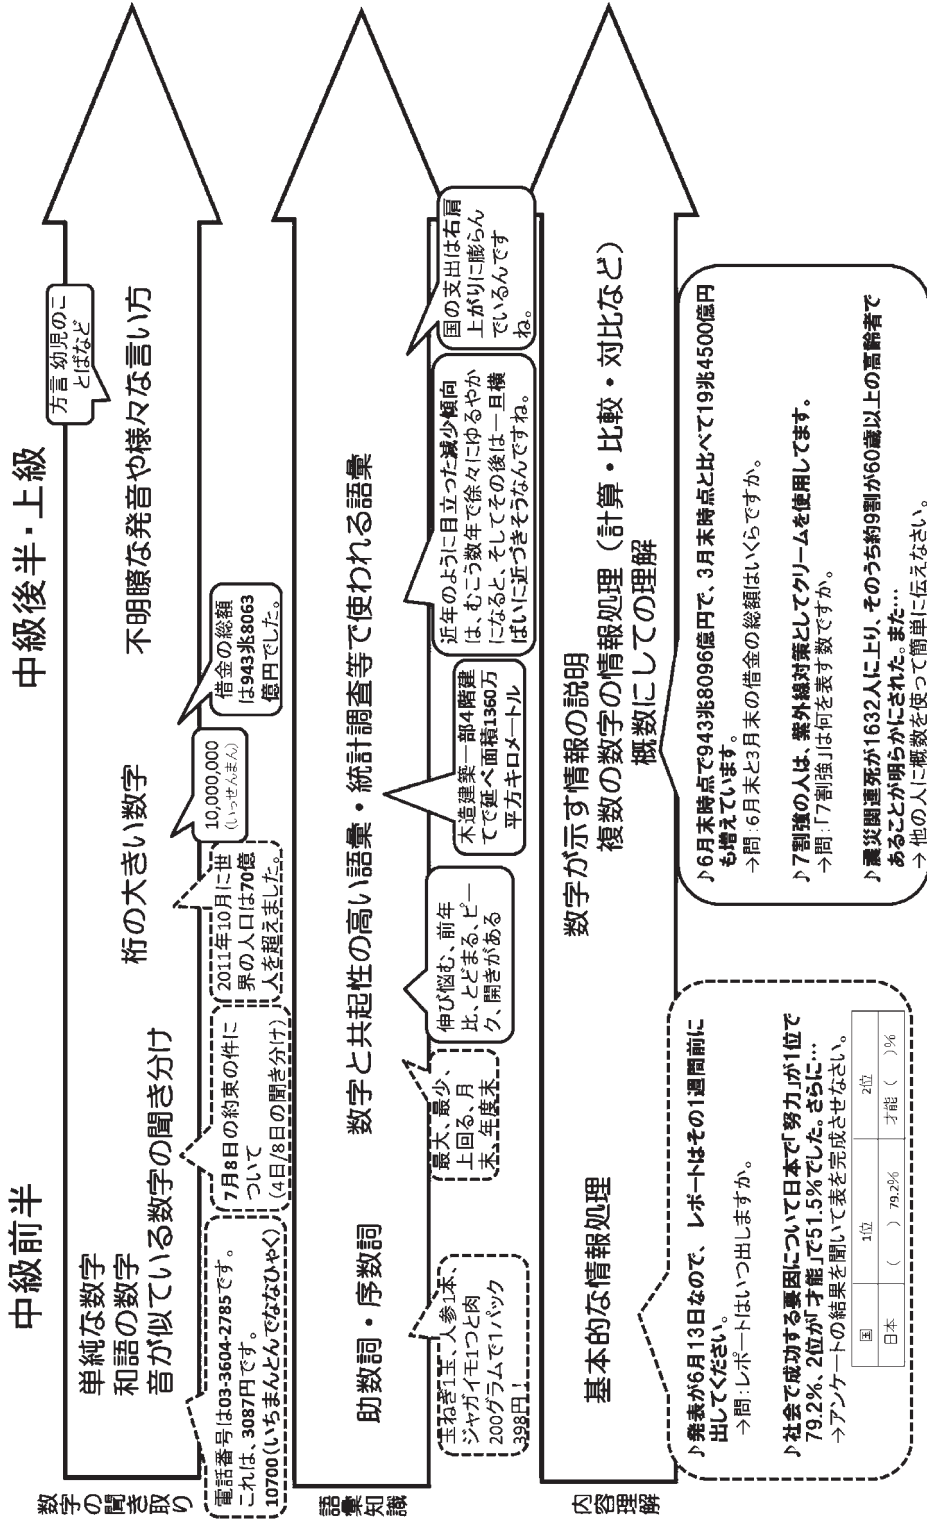 中級前半
中級後半・上級
数字の聞き取り
単純な数字
和語の数字
音が似ている数字の聞き分け
桁の大きい数字
不明瞭な発音や様々な言い方
方言 幼児のこ
とばなど
電話番号は03-3604-2785です。
これは、3087円です。
10700(いちまんとんでななひゃく)
7月8日の約束の件に
ついて
(4日/8日の聞き分け)
2011年10月に世
界の人口は70億
人を超えました。
10,000,000
(いっせんまん)
借金の総額
は943兆8063
億円でした。
語彙知識
助数詞・序数詞
数字と共起性の高い語彙・統計調査等で使われる語彙
玉ねぎ1玉、人参1本、
ジャガイモ1つと肉
200グラムで1パック
398円!
最大、最少、
上回る、月
末、年度末
伸び悩む、前年
比、とどまる、ピー
ク、開きがある
木造建築一部4階建
てで延べ面積1360万
平方キロメートル
近年のように目立った減少傾向
は、むこう数年で徐々にゆるやか
になると、そしてその後は一旦横
ばいに近づきそうなんですね。
国の支出は右肩
上がりに膨らん
でいるんです
ね。
内容理解
基本的な情報処理
数字が示す情報の説明
複数の数字の情報処理(計算・比較・対比など)
概数にしての理解
♪発表が6月13日なので、レポートはその1週間前に
出してください。
→問:レポートはいつ出しますか。
♪社会で成功する要因について日本で「努力」が1位で
79.2%、2位が「才能」で51.5%でした。さらに…
→アンケートの結果を聞いて表を完成させなさい。
国 1位 2位
日本 ( ) 79.2% 才能 ( )%
♪6月末時点で943兆8096億円で、3月末時点と比べて19兆4500億円
も増えています。
→問:6月末と3月末の借金の総額はいくらですか。
♪7割強の人は、紫外線対策としてクリームを使用してます。
→問:「7割強」は何を表す数ですか。
♪震災関連死が1632人に上り、そのうち約9割が60歳以上の高齢者で
あることが明らかにされた。また…
→ 他の人に概数を使って簡単に伝えなさい。